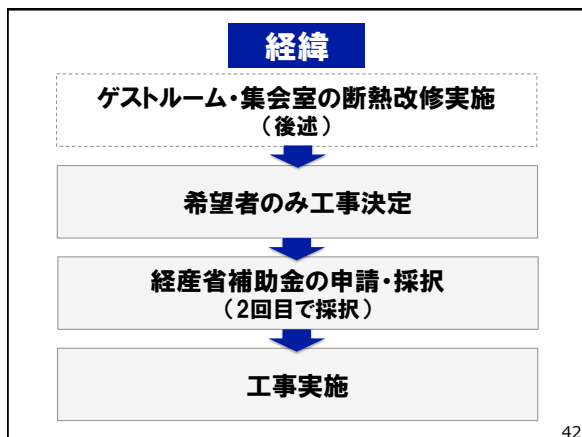 経緯
ゲストルーム・集会室の断熱改修実施
（後述）
希望者のみ工事決定
経産省補助金の申請・採択
（2回目で採択）
工事実施
42